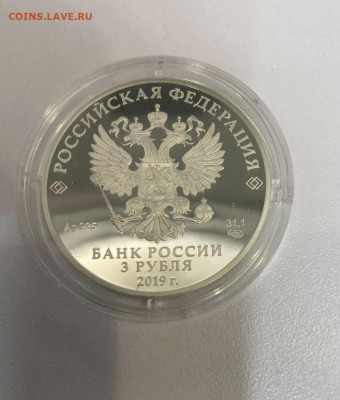 COINS.LAVE.RU
РОССИЙСКАЯ ФЕДЕРАЦИЯ
Ag 925
31,1
БАНК РОССИИ
3 РУБЛЯ
2019 г.